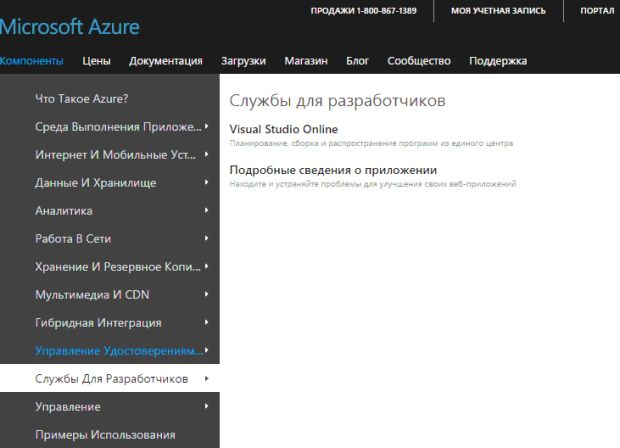 ПРОДАЖИ 1-800-867-1389 МОЯ УЧЕТНАЯ ЗАПИСЬ ПОРТАЛ
Microsoft Azure
Компоненты Цены Документация Загрузки Магазин Блог Сообщество Поддержка
Что Такое Azure?
Среда Выполнения Приложе...
Интернет И Мобильные Уст...
Данные И Хранилище
Аналитика
Работа В Сети
Хранение И Резервное Копи...
Мультимедиа И CDN
Гибридная Интеграция
Управление Удостоверениям...
Службы Для Разработчиков
Управление
Примеры Использования
Службы для разработчиков
Visual Studio Online
Планирование, сборка и распространение программ из единого центра
Подробные сведения о приложении
Находите и устраняйте проблемы для улучшения своих веб-приложений